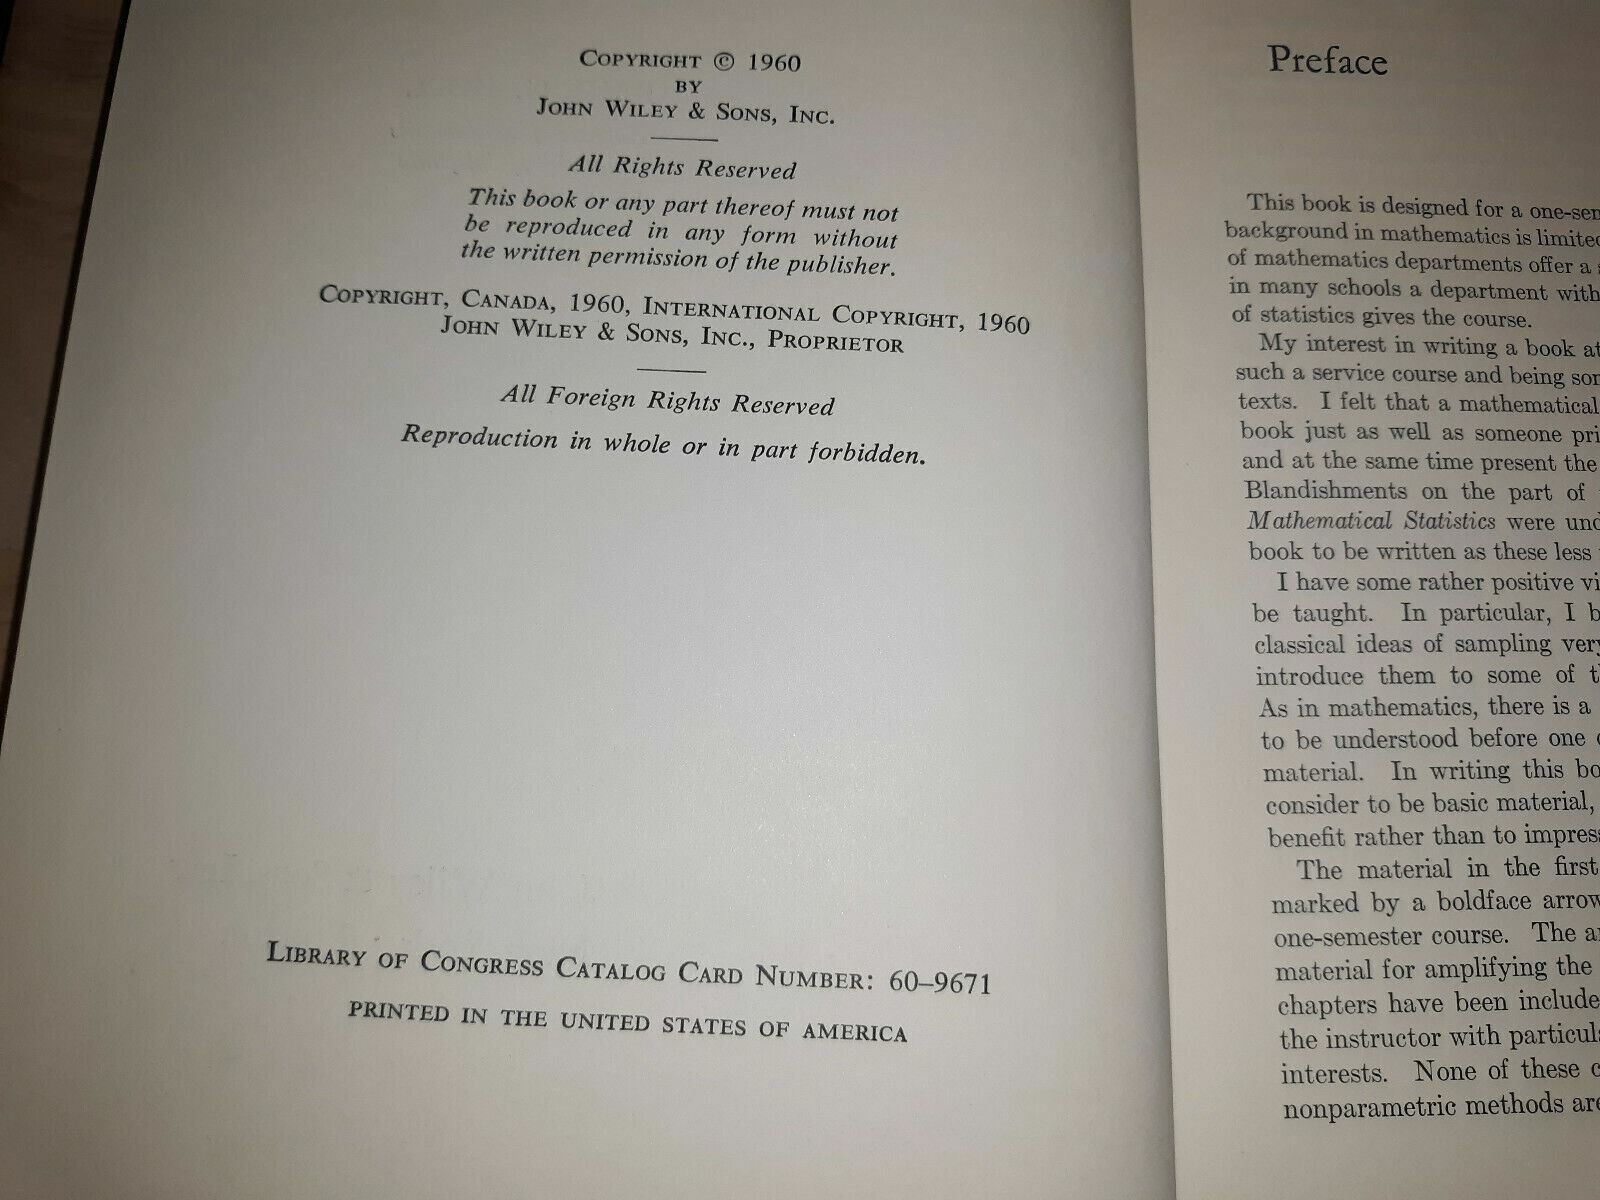 COPYRIGHT © 1960
BY
JOHN WILEY & SONS, INC.
All Rights Reserved
This book or any part thereof must not
be reproduced in any form without
the written permission of the publisher.
COPYRIGHT, CANADA, 1960, INTERNATIONAL COPYRIGHT, 1960
JOHN WILEY & SONS, INC., PROPRIETOR
All Foreign Rights Reserved
Reproduction in whole or in part forbidden.
LIBRARY OF CONGRESS CATALOG CARD NUMBER: 60–9671
PRINTED IN THE UNITED STATES OF AMERICA
Preface
This book is designed for a one-sem
background in mathematics is limited
of mathematics departments offer a
in many schools a department with
of statistics gives the course.
My interest in writing a book at
such a service course and being som
texts. I felt that a mathematical
book just as well as someone pri
and at the same time present the
Blandishments on the part of
Mathematical Statistics were und
book to be written as these less
I have some rather positive vi
be taught. In particular, I b
classical ideas of sampling very
introduce them to some of t
As in mathematics, there is a
to be understood before one
material. In writing this bo
consider to be basic material,
benefit rather than to impress
The material in the first
marked by a boldface arrow
one-semester course. The a
material for amplifying the
chapters have been include
the instructor with particula
interests. None of these c
nonparametric methods are